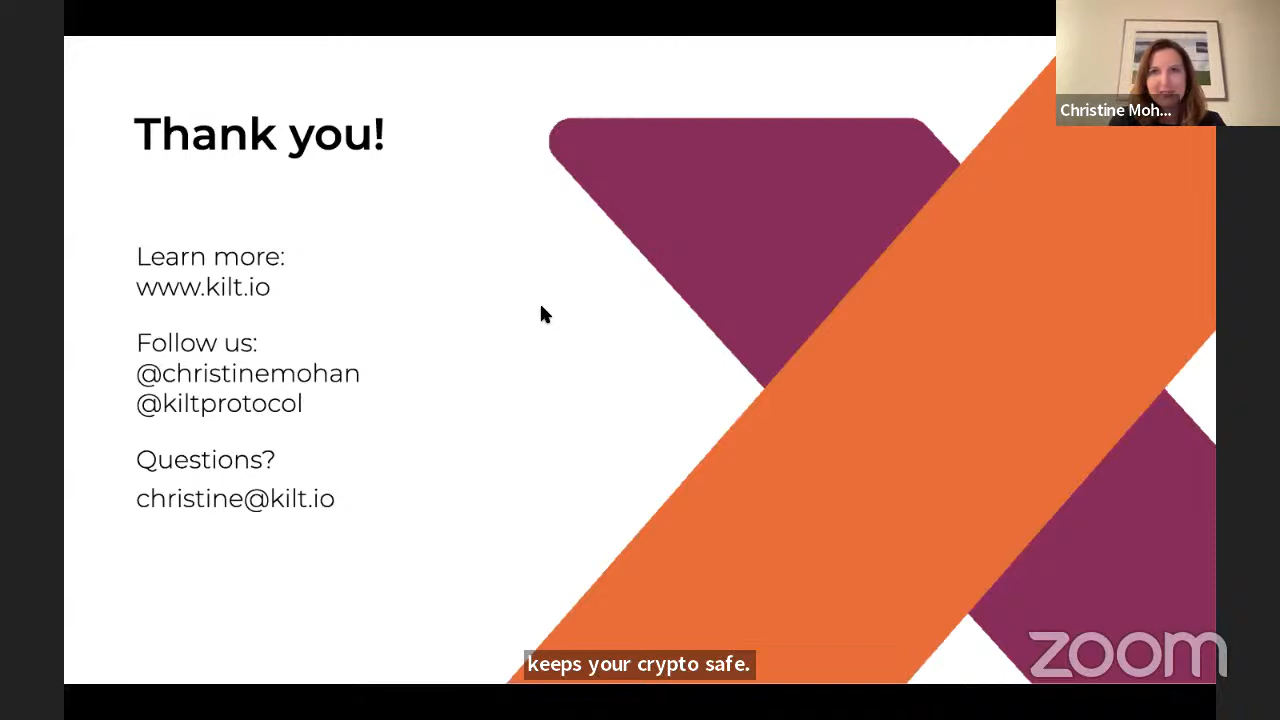 Thank you!
Learn more:
www.kilt.io
Follow us:
@christinemohan
@kiltprotocol
Questions?
christine@kilt.io
Christine Moh...
keeps your crypto safe.
zoom